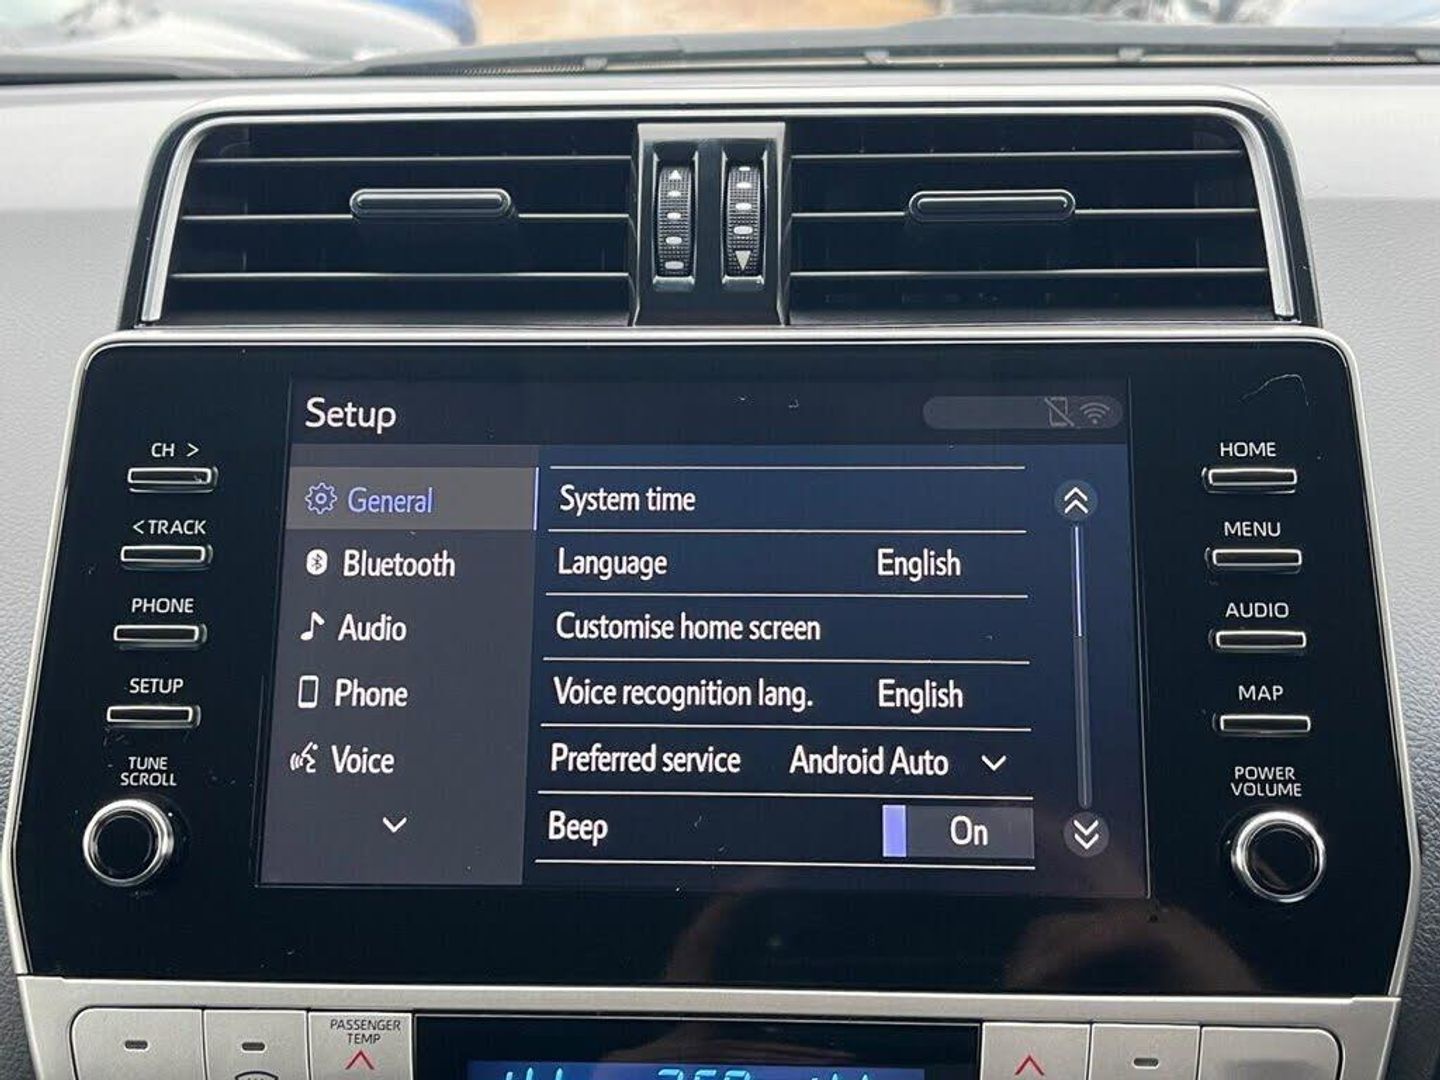 Setup
CH >
<TRACK
PHONE
SETUP
TUNE
SCROLL
General
Bluetooth
Audio
Phone
Voice
System time
Language English
Customise home screen
Voice recognition lang. English
Preferred service Android Auto
Beep On
HOME
MENU
AUDIO
MAP
POWER
VOLUME
PASSENGER
TEMP